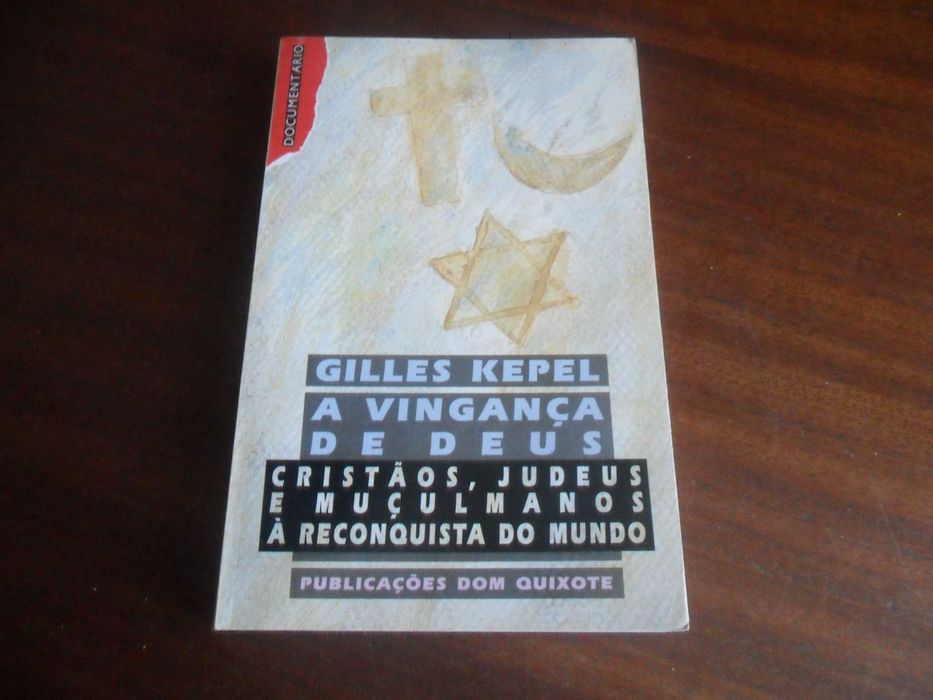 DOCUMENTÁRIO
GILLES KEPEL
A VINGANÇA
DE DEUS
CRISTÃOS, JUDEUS
E MUÇULMANOS
À RECONQUISTA DO MUNDO
PUBLICAÇÕES DOM QUIXOTE